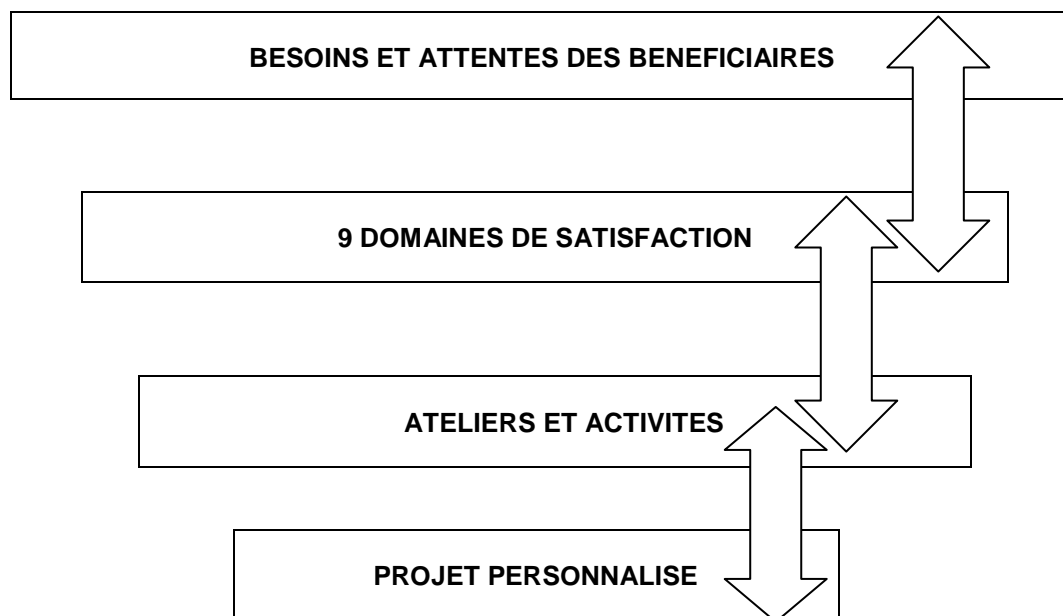 BESOINS ET ATTENTES DES BENEFICIAIRES
9 DOMAINES DE SATISFACTION
ATELIERS ET ACTIVITES
PROJET PERSONNALISE